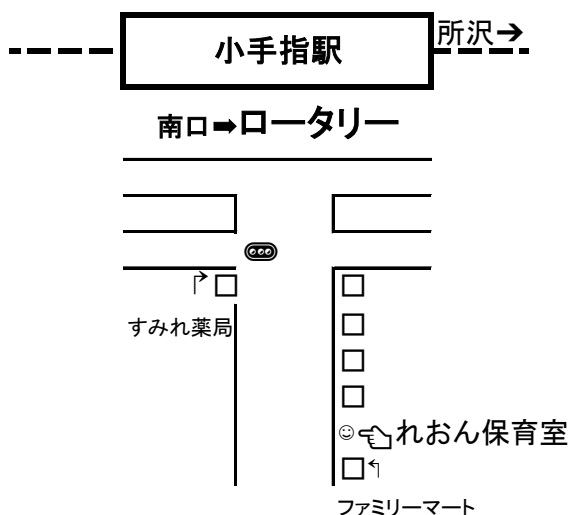 小手指駅
所沢➔
南口➡ロータリー
すみれ薬局
れおん保育室
ファミリーマート